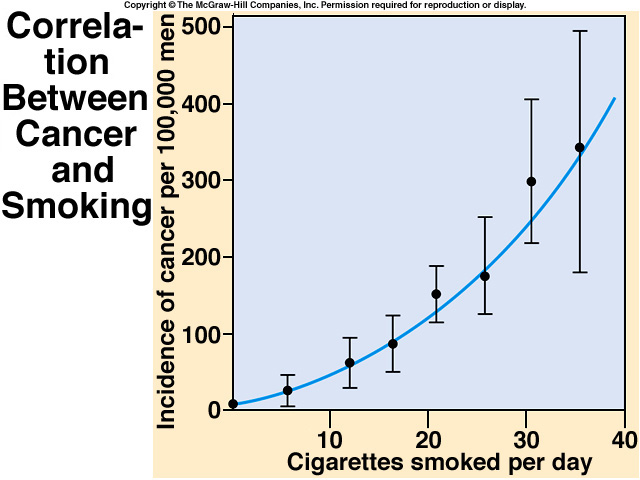 Copyright © The McGraw-Hill Companies, Inc. Permission required for reproduction or display.
Correla-
tion
Between
Cancer
and
Smoking
Incidence of cancer per 100,000 men
500
400
300
200
100
0
10 20 30 40
Cigarettes smoked per day